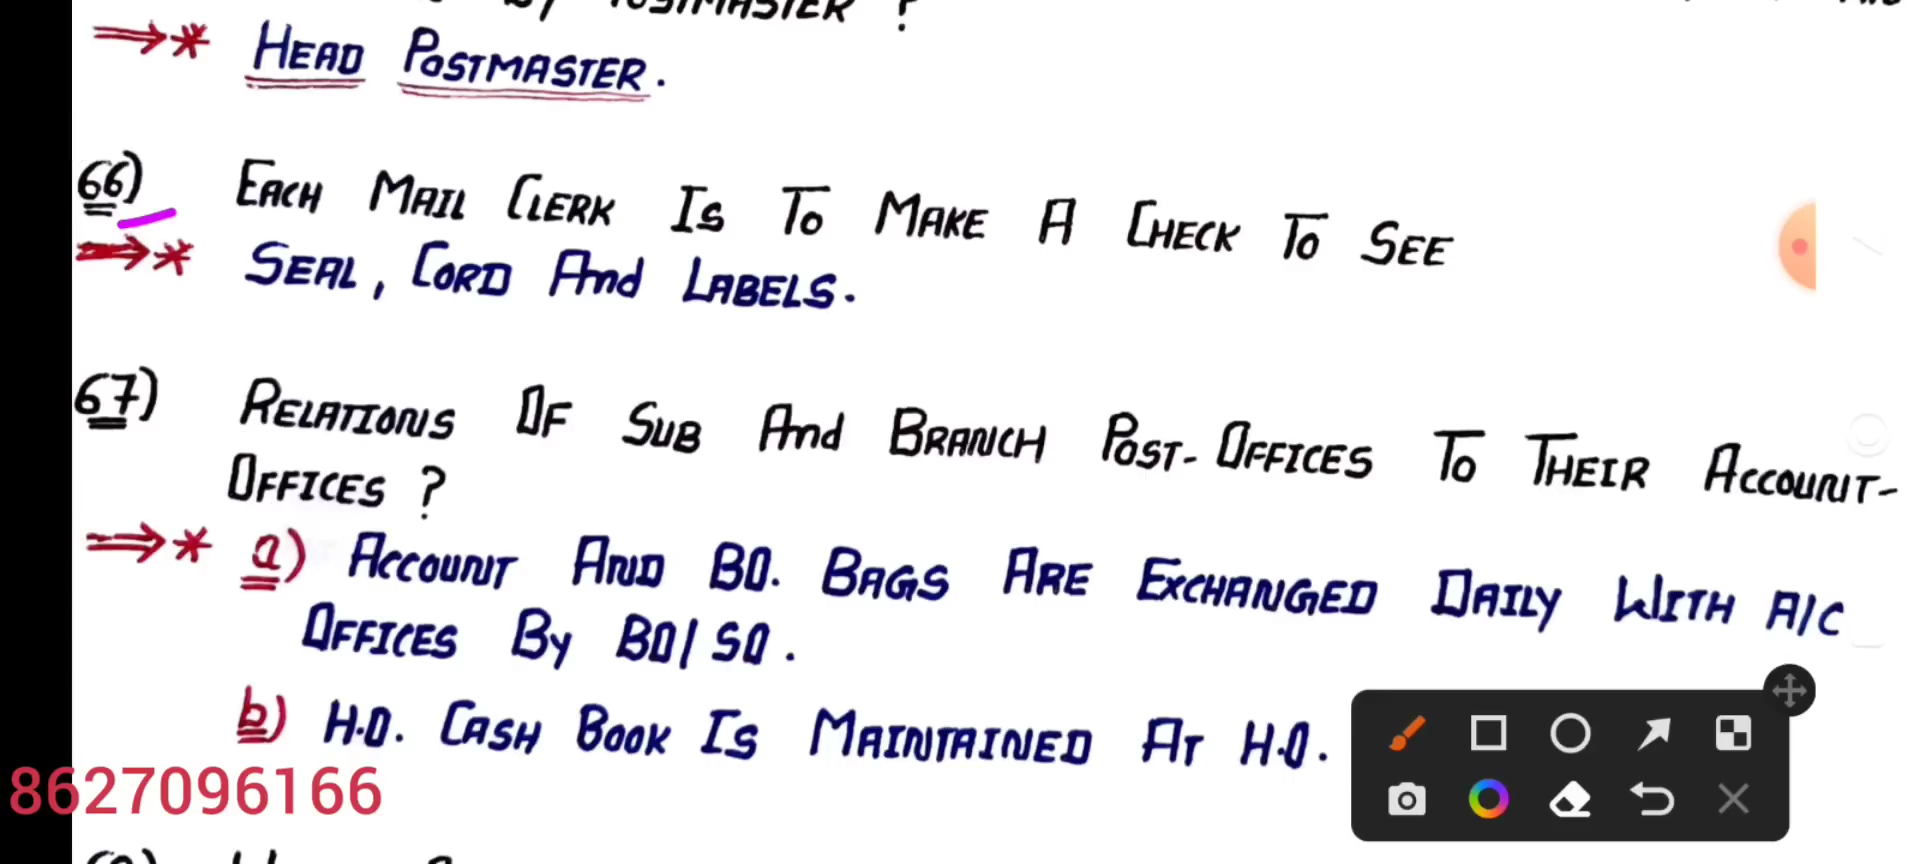 By POSTMASTER ?
⇒* HEAD POSTMASTER.
66) EACH MAIL CLERK IS TO MAKE A CHECK TO SEE
⇒* SEAL, CORD And LABELS.
67) RELATIONS OF SUB And BRANCH POST-OFFICES TO THEIR ACCOUNT-
OFFICES ?
⇒* a) ACCOUNT AND BO. BAGS ARE EXCHANGED DAILY WITH A/C
OFFICES By BO/SO.
b) H.O. CASH BOOK IS MAINTAINED AT H.O.
8627096166